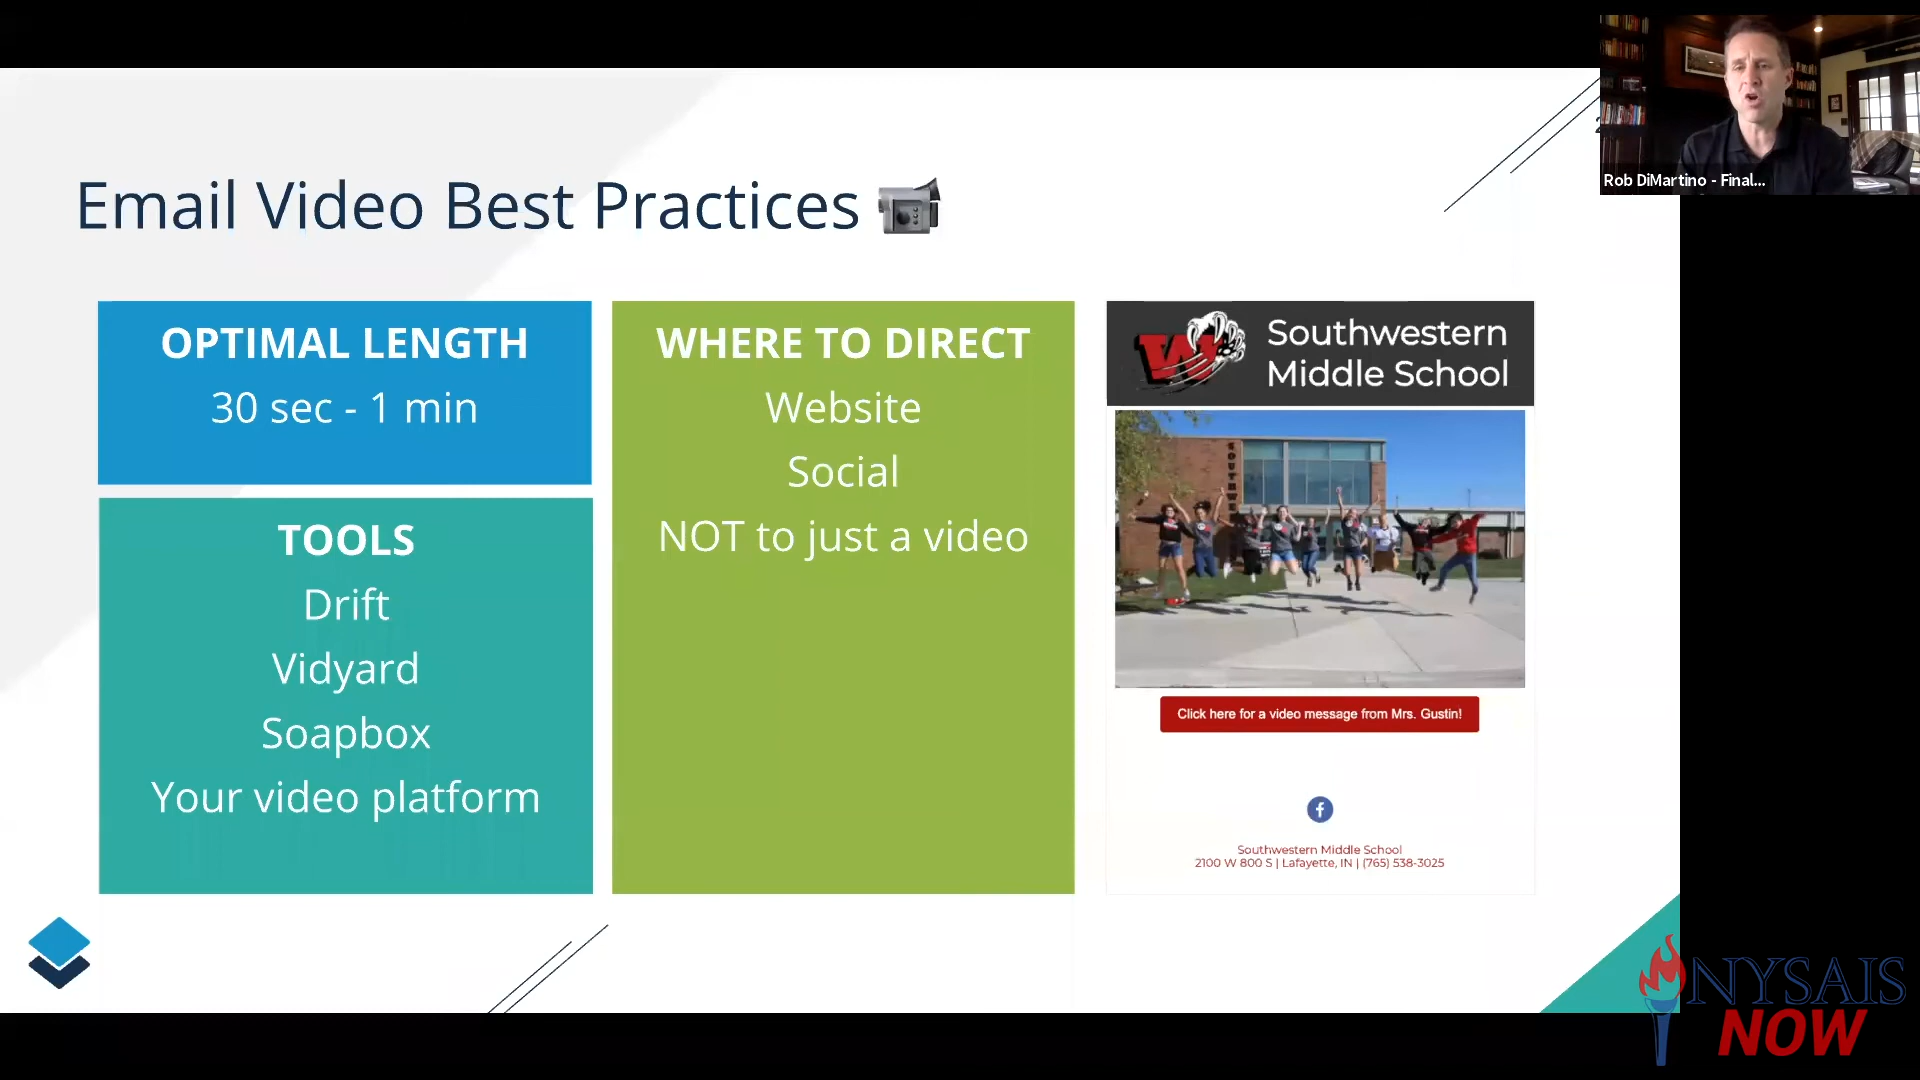 Rob DiMartino - Final...
Email Video Best Practices
OPTIMAL LENGTH
30 sec - 1 min
TOOLS
Drift
Vidyard
Soapbox
Your video platform
WHERE TO DIRECT
Website
Social
NOT to just a video
Southwestern
Middle School
Click here for a video message from Mrs. Gustin!
Southwestern Middle School
2100 W 800 S | Lafayette, IN | (765) 538-3025
NYSAIS
NOW